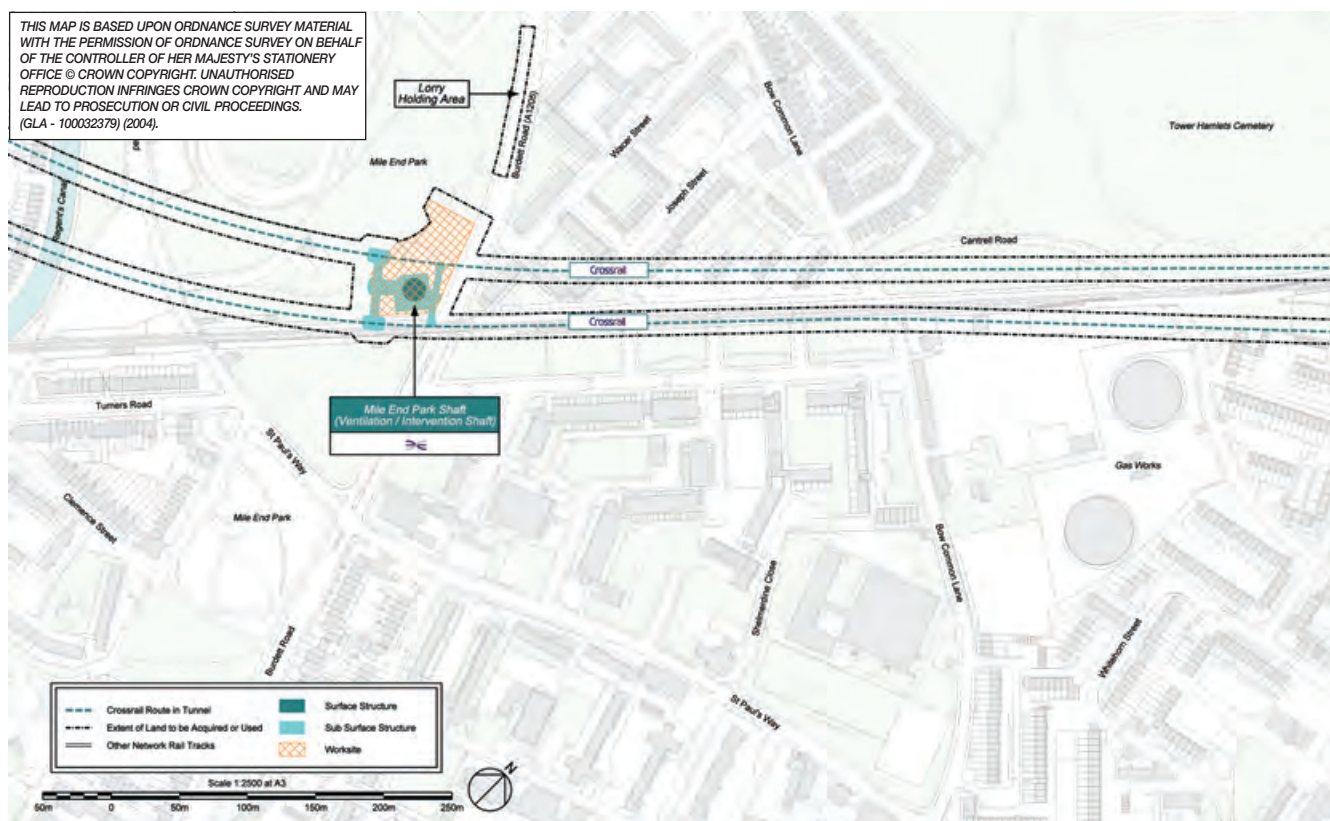 THIS MAP IS BASED UPON ORDNANCE SURVEY MATERIAL
WITH THE PERMISSION OF ORDNANCE SURVEY ON BEHALF
OF THE CONTROLLER OF HER MAJESTY'S STATIONERY
OFFICE © CROWN COPYRIGHT. UNAUTHORISED
REPRODUCTION INFRINGES CROWN COPYRIGHT AND MAY
LEAD TO PROSECUTION OR CIVIL PROCEEDINGS.
(GLA - 100032379) (2004).
Lorry
Holding Area
Burdett Road (A1205)
Bow Common Lane
Tower Hamlets Cemetery
Mile End Park
Joseph Street
Regent's Canal
Cantrell Road
Crossrail
Crossrail
Mile End Park Shaft
(Ventilation / Intervention Shaft)
Turners Road
St Paul's Way
Clemence Street
Mile End Park
Gas Works
Bow Common Lane
Shelmerdine Close
Burdett Road
Whitehorn Street
St Paul's Way
Crossrail Route in Tunnel
Extent of Land to be Acquired or Used
Other Network Rail Tracks
Surface Structure
Sub Surface Structure
Worksite
Scale 1:2500 at A3
50m 0 50m 100m 150m 200m 250m
N